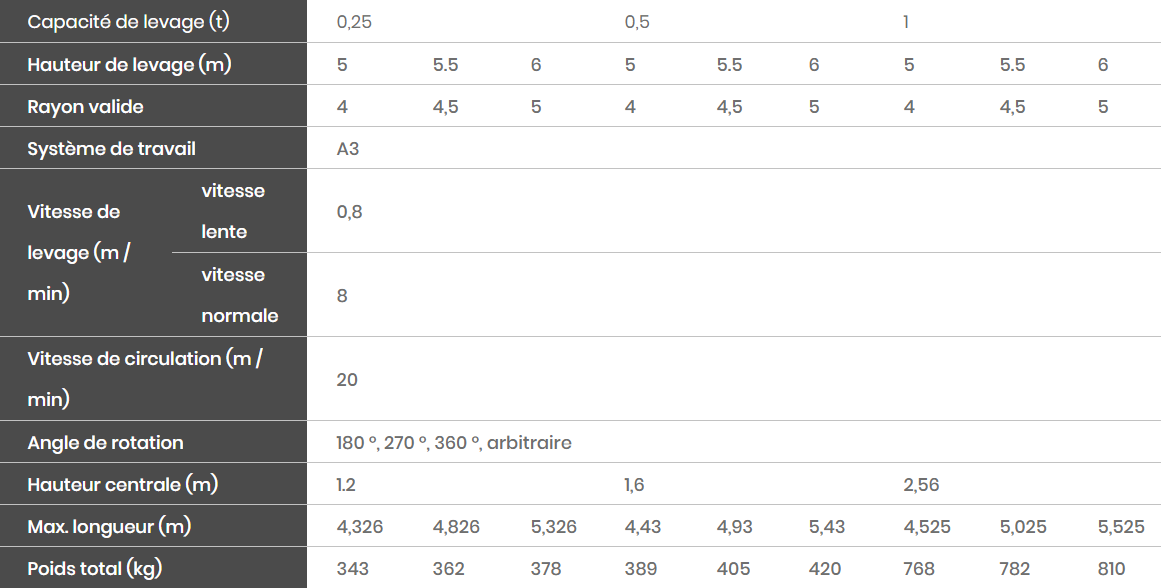 Capacité de levage (t) 0,25 0,5 1
Hauteur de levage (m) 5 5.5 6 5 5.5 6 5 5.5 6
Rayon valide 4 4,5 5 4 4,5 5 4 4,5 5
Système de travail A3
Vitesse de
levage (m /
min)
vitesse
lente
0,8
vitesse
normale
8
Vitesse de circulation (m /
min)
20
Angle de rotation 180 °, 270 °, 360 °, arbitraire
Hauteur centrale (m) 1.2 1,6 2,56
Max. longueur (m) 4,326 4,826 5,326 4,43 4,93 5,43 4,525 5,025 5,525
Poids total (kg) 343 362 378 389 405 420 768 782 810